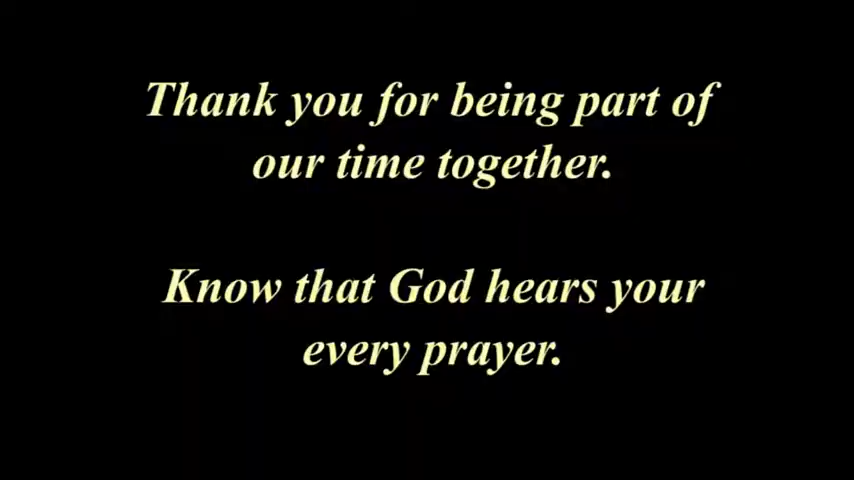 Thank you for being part of
our time together.
Know that God hears your
every prayer.